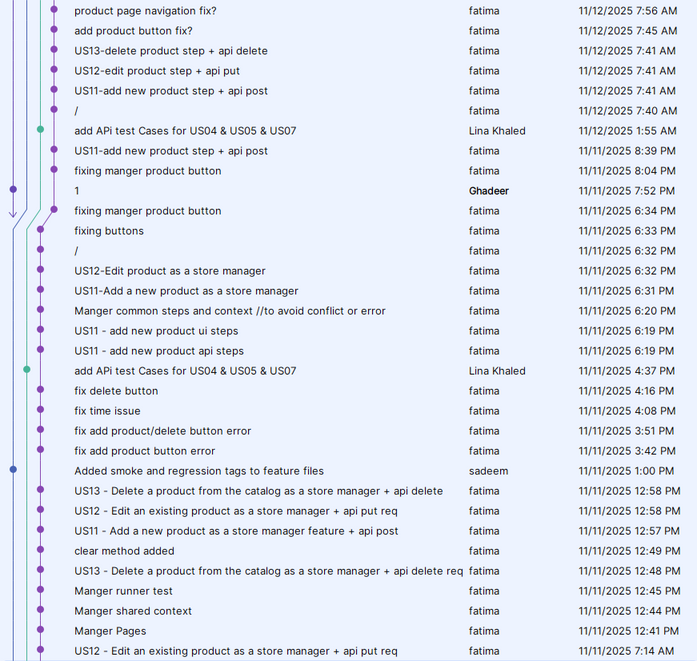 product page navigation fix? fatima 11/12/2025 7:56 AM
add product button fix? fatima 11/12/2025 7:45 AM
US13-delete product step + api delete fatima 11/12/2025 7:41 AM
US12-edit product step + api put fatima 11/12/2025 7:41 AM
US11-add new product step + api post fatima 11/12/2025 7:41 AM
/ fatima 11/12/2025 7:40 AM
add APi test Cases for US04 & US05 & US07 Lina Khaled 11/12/2025 1:55 AM
US11-add new product step + api post fatima 11/11/2025 8:39 PM
fixing manger product button fatima 11/11/2025 8:04 PM
1 Ghadeer 11/11/2025 7:52 PM
fixing manger product button fatima 11/11/2025 6:34 PM
fixing buttons fatima 11/11/2025 6:33 PM
/ fatima 11/11/2025 6:32 PM
US12-Edit product as a store manager fatima 11/11/2025 6:32 PM
US11-Add a new product as a store manager fatima 11/11/2025 6:31 PM
Manger common steps and context //to avoid conflict or error fatima 11/11/2025 6:20 PM
US11 - add new product ui steps fatima 11/11/2025 6:19 PM
US11 - add new product api steps fatima 11/11/2025 6:19 PM
add APi test Cases for US04 & US05 & US07 Lina Khaled 11/11/2025 4:37 PM
fix delete button fatima 11/11/2025 4:16 PM
fix time issue fatima 11/11/2025 4:08 PM
fix add product/delete button error fatima 11/11/2025 3:51 PM
fix add product button error fatima 11/11/2025 3:42 PM
Added smoke and regression tags to feature files sadeem 11/11/2025 1:00 PM
US13 - Delete a product from the catalog as a store manager + api delete fatima 11/11/2025 12:58 PM
US12 - Edit an existing product as a store manager + api put req fatima 11/11/2025 12:58 PM
US11 - Add a new product as a store manager feature + api post fatima 11/11/2025 12:57 PM
clear method added fatima 11/11/2025 12:49 PM
US13 - Delete a product from the catalog as a store manager + api delete req fatima 11/11/2025 12:48 PM
Manger runner test fatima 11/11/2025 12:45 PM
Manger shared context fatima 11/11/2025 12:44 PM
Manger Pages fatima 11/11/2025 12:41 PM
US12 - Edit an existing product as a store manager + api put req fatima 11/11/2025 7:14 AM